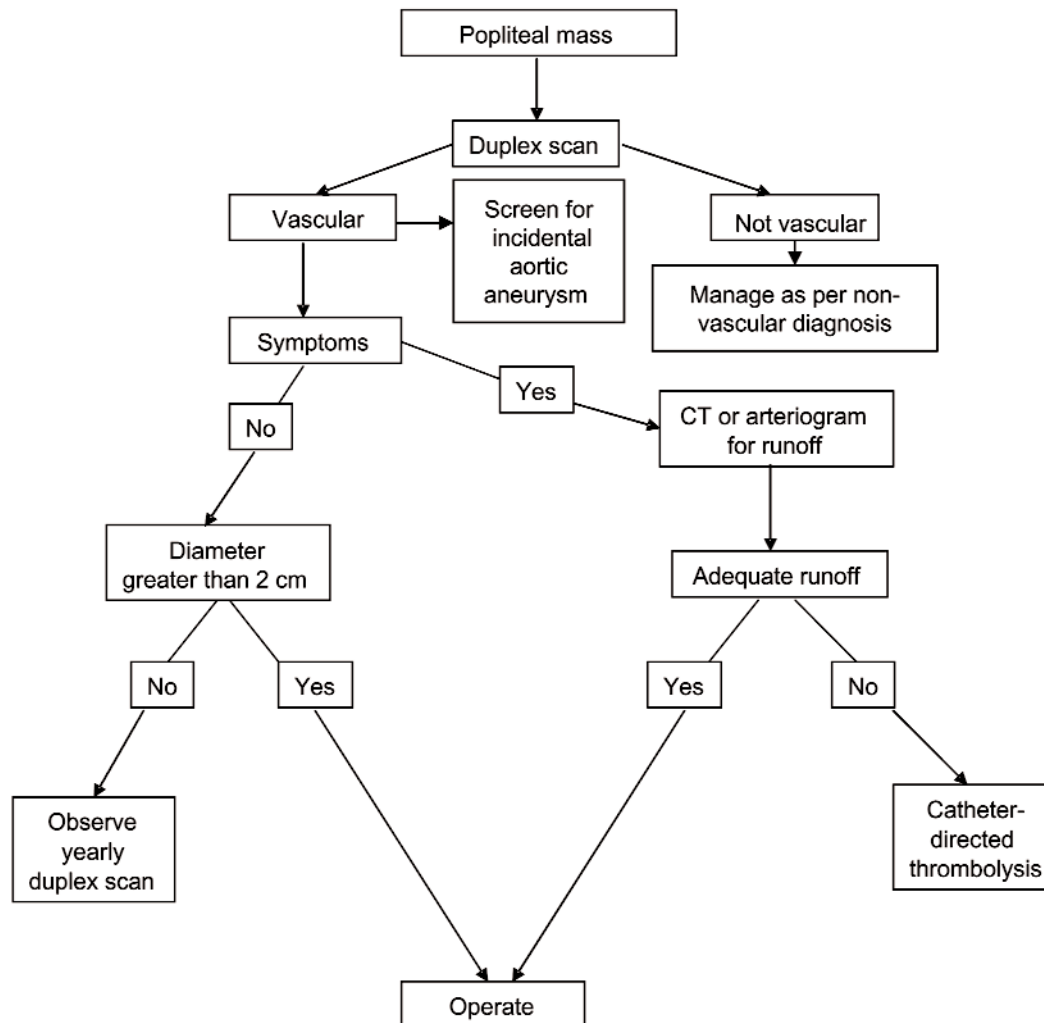 Popliteal mass
Duplex scan
Vascular
Screen for
incidental
aortic
aneurysm
Not vascular
Manage as per non-
vascular diagnosis
Symptoms
Yes
No
CT or arteriogram
for runoff
Diameter
greater than 2 cm
Adequate runoff
No
Yes
Yes
No
Observe
yearly
duplex scan
Catheter-
directed
thrombolysis
Operate